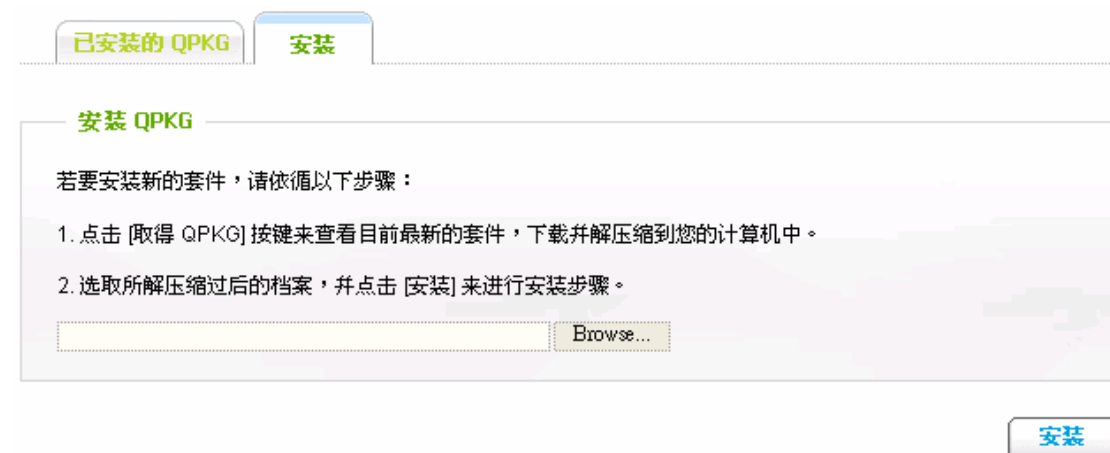 已安装的 QPKG 安装
安装 QPKG
若要安装新的套件，请依循以下步骤：
1. 点击 [取得 QPKG] 按键来查看目前最新的套件，下载并解压缩到您的计算机中。
2. 选取所解压缩过后的档案，并点击 [安装] 来进行安装步骤。
Browse...
安装